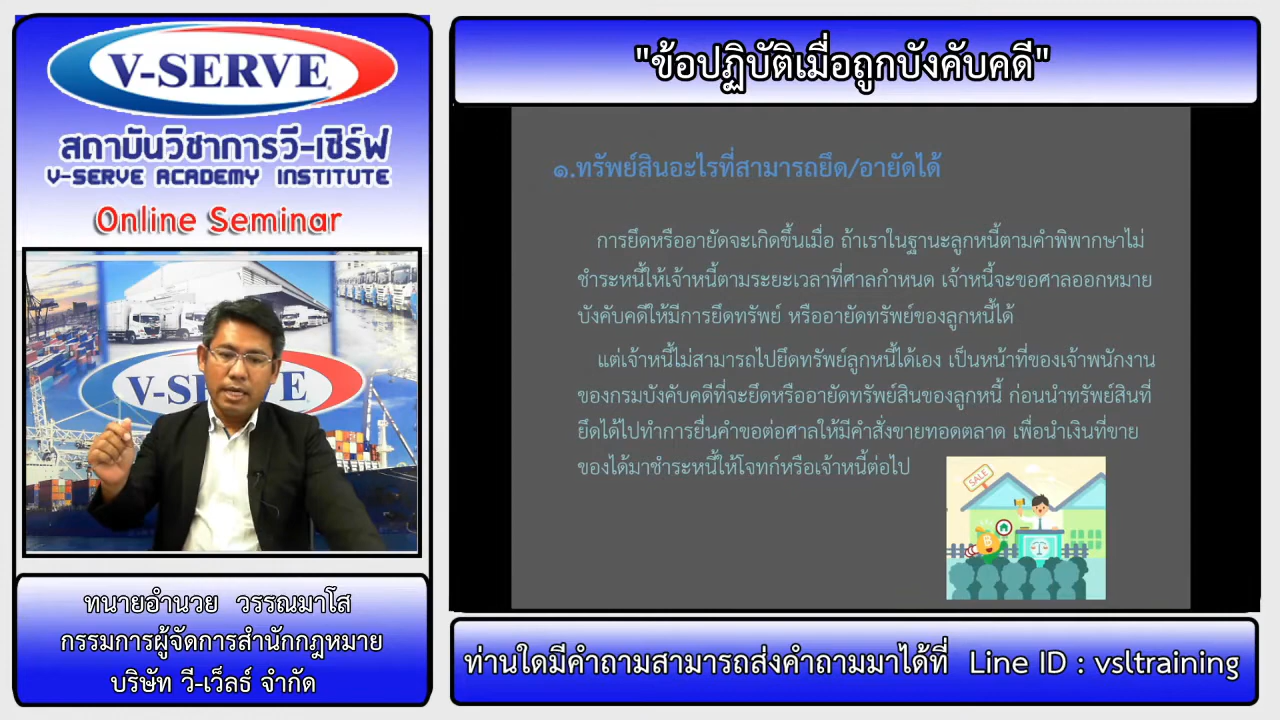 V-SERVE
สถาบันวิชาการวี-เซิร์ฟ
V-SERVE ACADEMY INSTITUTE
Online Seminar
V-SERVE
ทนายอำนวย วรรณมาโส
กรรมการผู้จัดการสำนักกฎหมาย
บริษัท วี-เว็ลธ์ จำกัด
"ข้อปฏิบัติเมื่อถูกบังคับคดี"
๑.ทรัพย์สินอะไรที่สามารถยึด/อายัดได้
การยึดหรืออายัดจะเกิดขึ้นเมื่อ ถ้าเราในฐานะลูกหนี้ตามคำพิพากษาไม่
ชำระหนี้ให้เจ้าหนี้ตามระยะเวลาที่ศาลกำหนด เจ้าหนี้จะขอศาลออกหมาย
บังคับคดีให้มีการยึดทรัพย์ หรืออายัดทรัพย์ของลูกหนี้ได้
แต่เจ้าหนี้ไม่สามารถไปยึดทรัพย์ลูกหนี้ได้เอง เป็นหน้าที่ของเจ้าพนักงาน
ของกรมบังคับคดีที่จะยึดหรืออายัดทรัพย์สินของลูกหนี้ ก่อนนำทรัพย์สินที่
ยึดได้ไปทำการยื่นคำขอต่อศาลให้มีคำสั่งขายทอดตลาด เพื่อนำเงินที่ขาย
ของได้มาชำระหนี้ให้โจทก์หรือเจ้าหนี้ต่อไป
SALE
฿
ท่านใดมีคำถามสามารถส่งคำถามมาได้ที่ Line ID : vsltraining